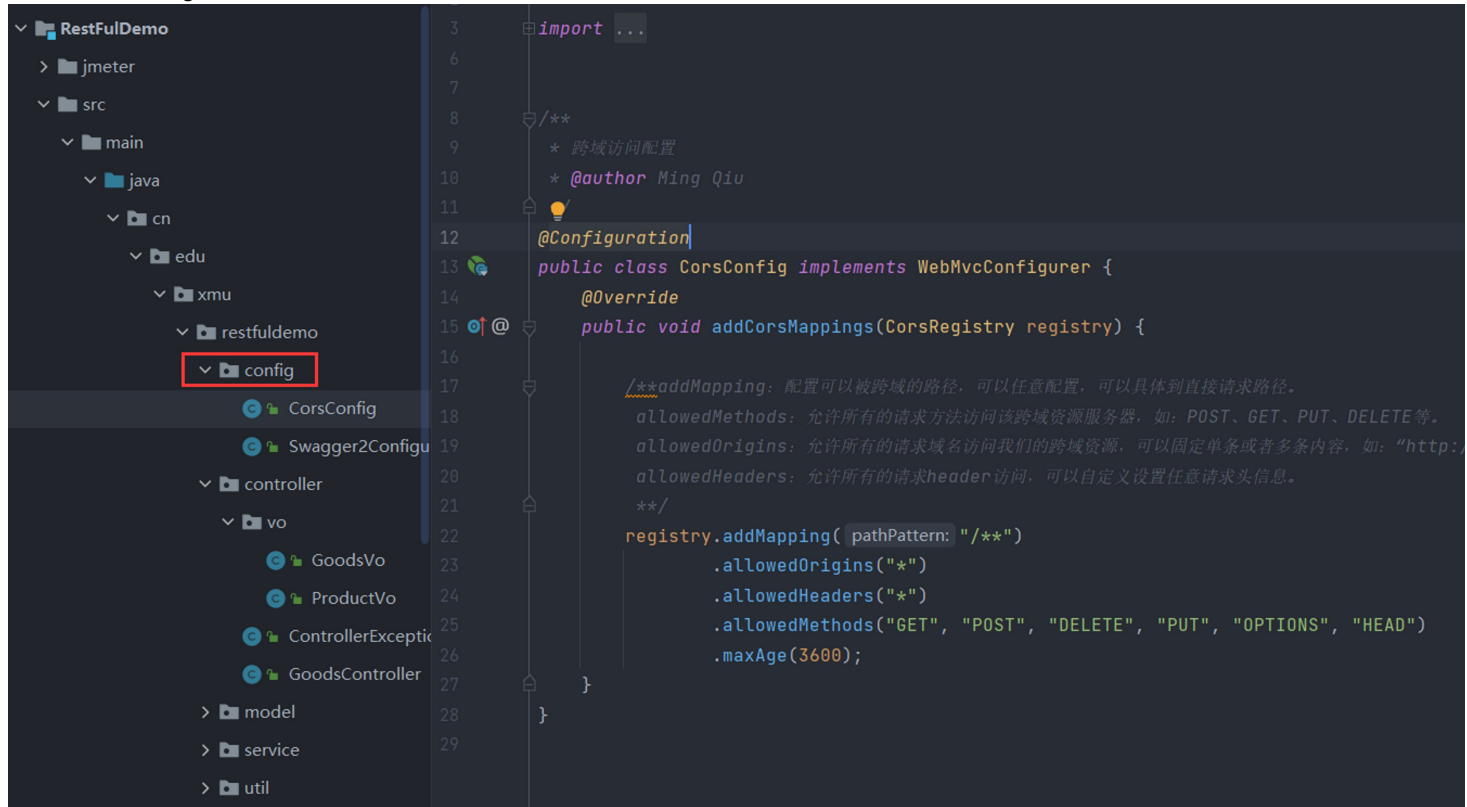 RestFulDemo
jmeter
src
main
java
cn
edu
xmu
restfuldemo
config
CorsConfig
Swagger2Configu
controller
vo
GoodsVo
ProductVo
ControllerExceptic
GoodsController
model
service
util
3 import ...
6
7
8 /**
9 * 跨域访问配置
10 * @author Ming Qiu
11 /
12 @Configuration
13 public class CorsConfig implements WebMvcConfigurer {
14 @Override
15 @ public void addCorsMappings(CorsRegistry registry) {
16
17 /**addMapping：配置可以被跨域的路径，可以任意配置，可以具体到直接请求路径。
18 allowedMethods：允许所有的请求方法访问该跨域资源服务器，如：POST、GET、PUT、DELETE等。
19 allowedOrigins：允许所有的请求域名访问我们的跨域资源，可以固定单条或者多条内容，如：“http:/
20 allowedHeaders：允许所有的请求header访问，可以自定义设置任意请求头信息。
21 **/
22 registry.addMapping( pathPattern: "/**")
23 .allowedOrigins("*")
24 .allowedHeaders("*")
25 .allowedMethods("GET", "POST", "DELETE", "PUT", "OPTIONS", "HEAD")
26 .maxAge(3600);
27 }
28 }
29